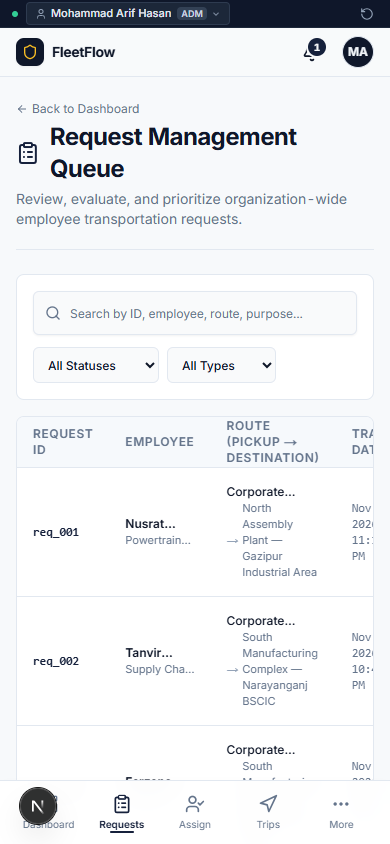 Mohammad Arif Hasan ADM
FleetFlow
1
MA
← Back to Dashboard
Request Management
Queue
Review, evaluate, and prioritize organization-wide
employee transportation requests.
Search by ID, employee, route, purpose...
All Statuses
All Types
REQUEST
ID
EMPLOYEE
ROUTE
(PICKUP →
DESTINATION)
req_001
Nusrat...
Powertrain...
Corporate...
North
Assembly
→ Plant —
Gazipur
Industrial Area
Nov
PM
req_002
Tanvir...
Supply Cha...
Corporate...
South
Manufacturing
→ Complex —
Narayanganj
BSCIC
Nov
PM
Corporate...
South
Nov
N
Dashboard
Requests
Assign
Trips
More